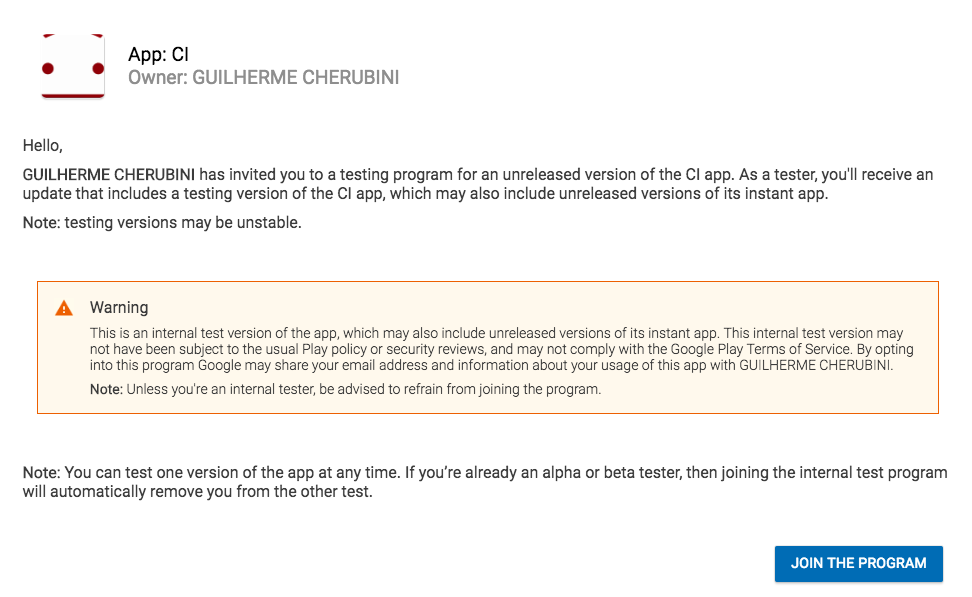 App: CI
Owner: GUILHERME CHERUBINI
Hello,
GUILHERME CHERUBINI has invited you to a testing program for an unreleased version of the CI app. As a tester, you'll receive an
update that includes a testing version of the CI app, which may also include unreleased versions of its instant app.
Note: testing versions may be unstable.
Warning
This is an internal test version of the app, which may also include unreleased versions of its instant app. This internal test version may
not have been subject to the usual Play policy or security reviews, and may not comply with the Google Play Terms of Service. By opting
into this program Google may share your email address and information about your usage of this app with GUILHERME CHERUBINI.
Note: Unless you're an internal tester, be advised to refrain from joining the program.
Note: You can test one version of the app at any time. If you’re already an alpha or beta tester, then joining the internal test program
will automatically remove you from the other test.
JOIN THE PROGRAM